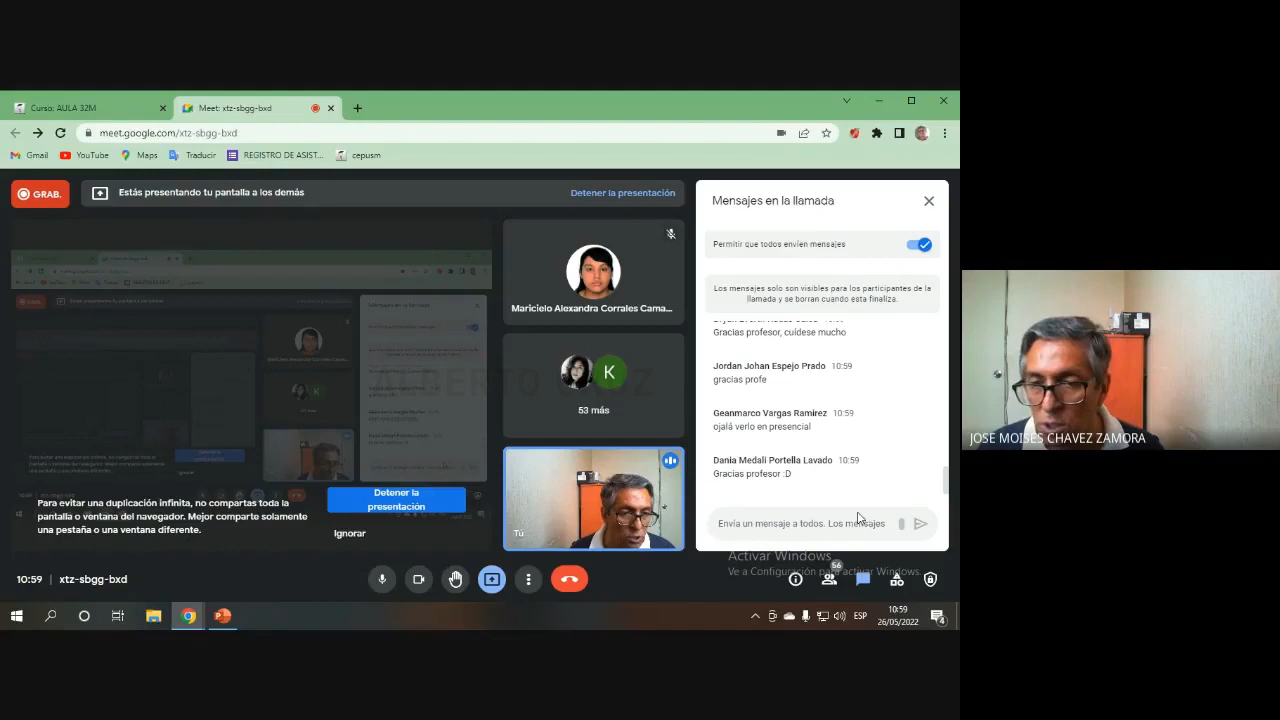 Curso: AULA 32M
Meet: xtz-sbgg-bxd
meet.google.com/xtz-sbgg-bxd
Gmail
YouTube
Maps
Traducir
REGISTRO DE ASIST...
cepusm
GRAB.
Estás presentando tu pantalla a los demás
Detener la presentación
Mensajes en la llamada
Permitir que todos envíen mensajes
Los mensajes solo son visibles para los participantes de la
llamada y se borran cuando esta finaliza.
Gracias profesor, cuídese mucho
Jordan Johan Espejo Prado 10:59
gracias profe
Geanmarco Vargas Ramirez 10:59
ojalá verlo en presencial
Dania Medali Portella Lavado 10:59
Gracias profesor :D
Envía un mensaje a todos. Los mensajes
Maricielo Alexandra Corrales Cama...
K
53 más
Tú
Para evitar una duplicación infinita, no compartas toda la
pantalla o ventana del navegador. Mejor comparte solamente
una pestaña o una ventana diferente.
Detener la
presentación
Ignorar
JOSE MOISES CHAVEZ ZAMORA
Activar Windows
Ve a Configuración para activar Windows.
10:59 | xtz-sbgg-bxd
56
ESP
10:59
26/05/2022
4